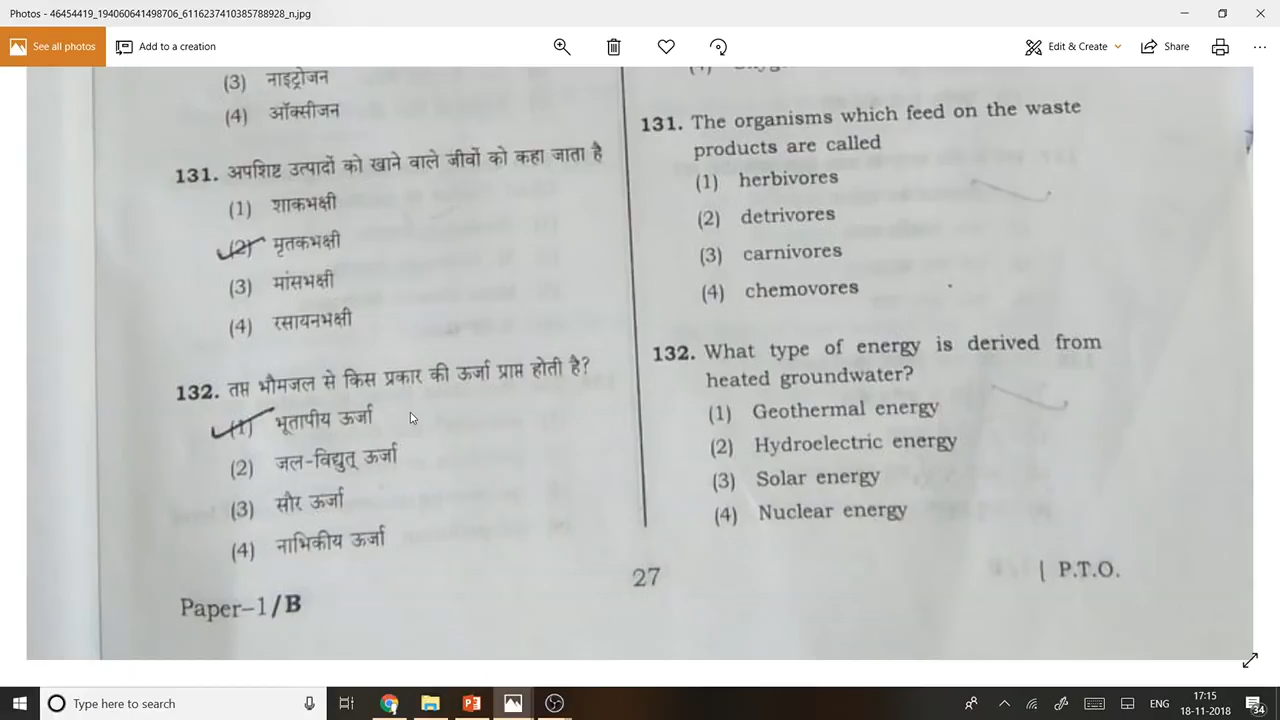 Photos - 46454419_194060641498706_6116237410385788928_n.jpg
See all photos
Add to a creation
Edit & Create
Share
(3) नाइट्रोजन
(4) ऑक्सीजन
131. अपशिष्ट उत्पादों को खाने वाले जीवों को कहा जाता है
(1) शाकभक्षी
(2) मृतकभक्षी
(3) मांसभक्षी
(4) रसायनभक्षी
132. तप्त भौमजल से किस प्रकार की ऊर्जा प्राप्त होती है?
(1) भूतापीय ऊर्जा
(2) जल-विद्युत् ऊर्जा
(3) सौर ऊर्जा
(4) नाभिकीय ऊर्जा
Paper-1/B
131. The organisms which feed on the waste
products are called
(1) herbivores
(2) detrivores
(3) carnivores
(4) chemovores
132. What type of energy is derived from
heated groundwater?
(1) Geothermal energy
(2) Hydroelectric energy
(3) Solar energy
(4) Nuclear energy
27
[ P.T.O.
Type here to search
ENG
17:15
18-11-2018
34